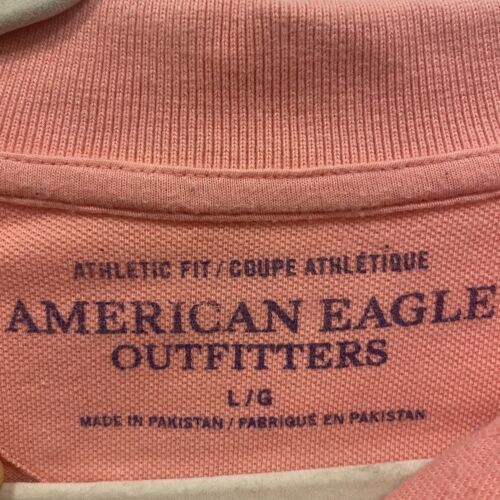 ATHLETIC FIT / COUPE ATHLÉTIQUE
AMERICAN EAGLE
OUTFITTERS
L / G
MADE IN PAKISTAN / FABRIQUÉ EN PAKISTAN